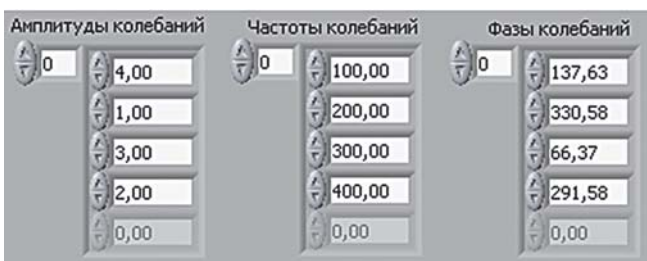 Амплитуды колебаний Частоты колебаний Фазы колебаний
0 4,00 0 100,00 0 137,63
1,00 200,00 330,58
3,00 300,00 66,37
2,00 400,00 291,58
0,00 0,00 0,00